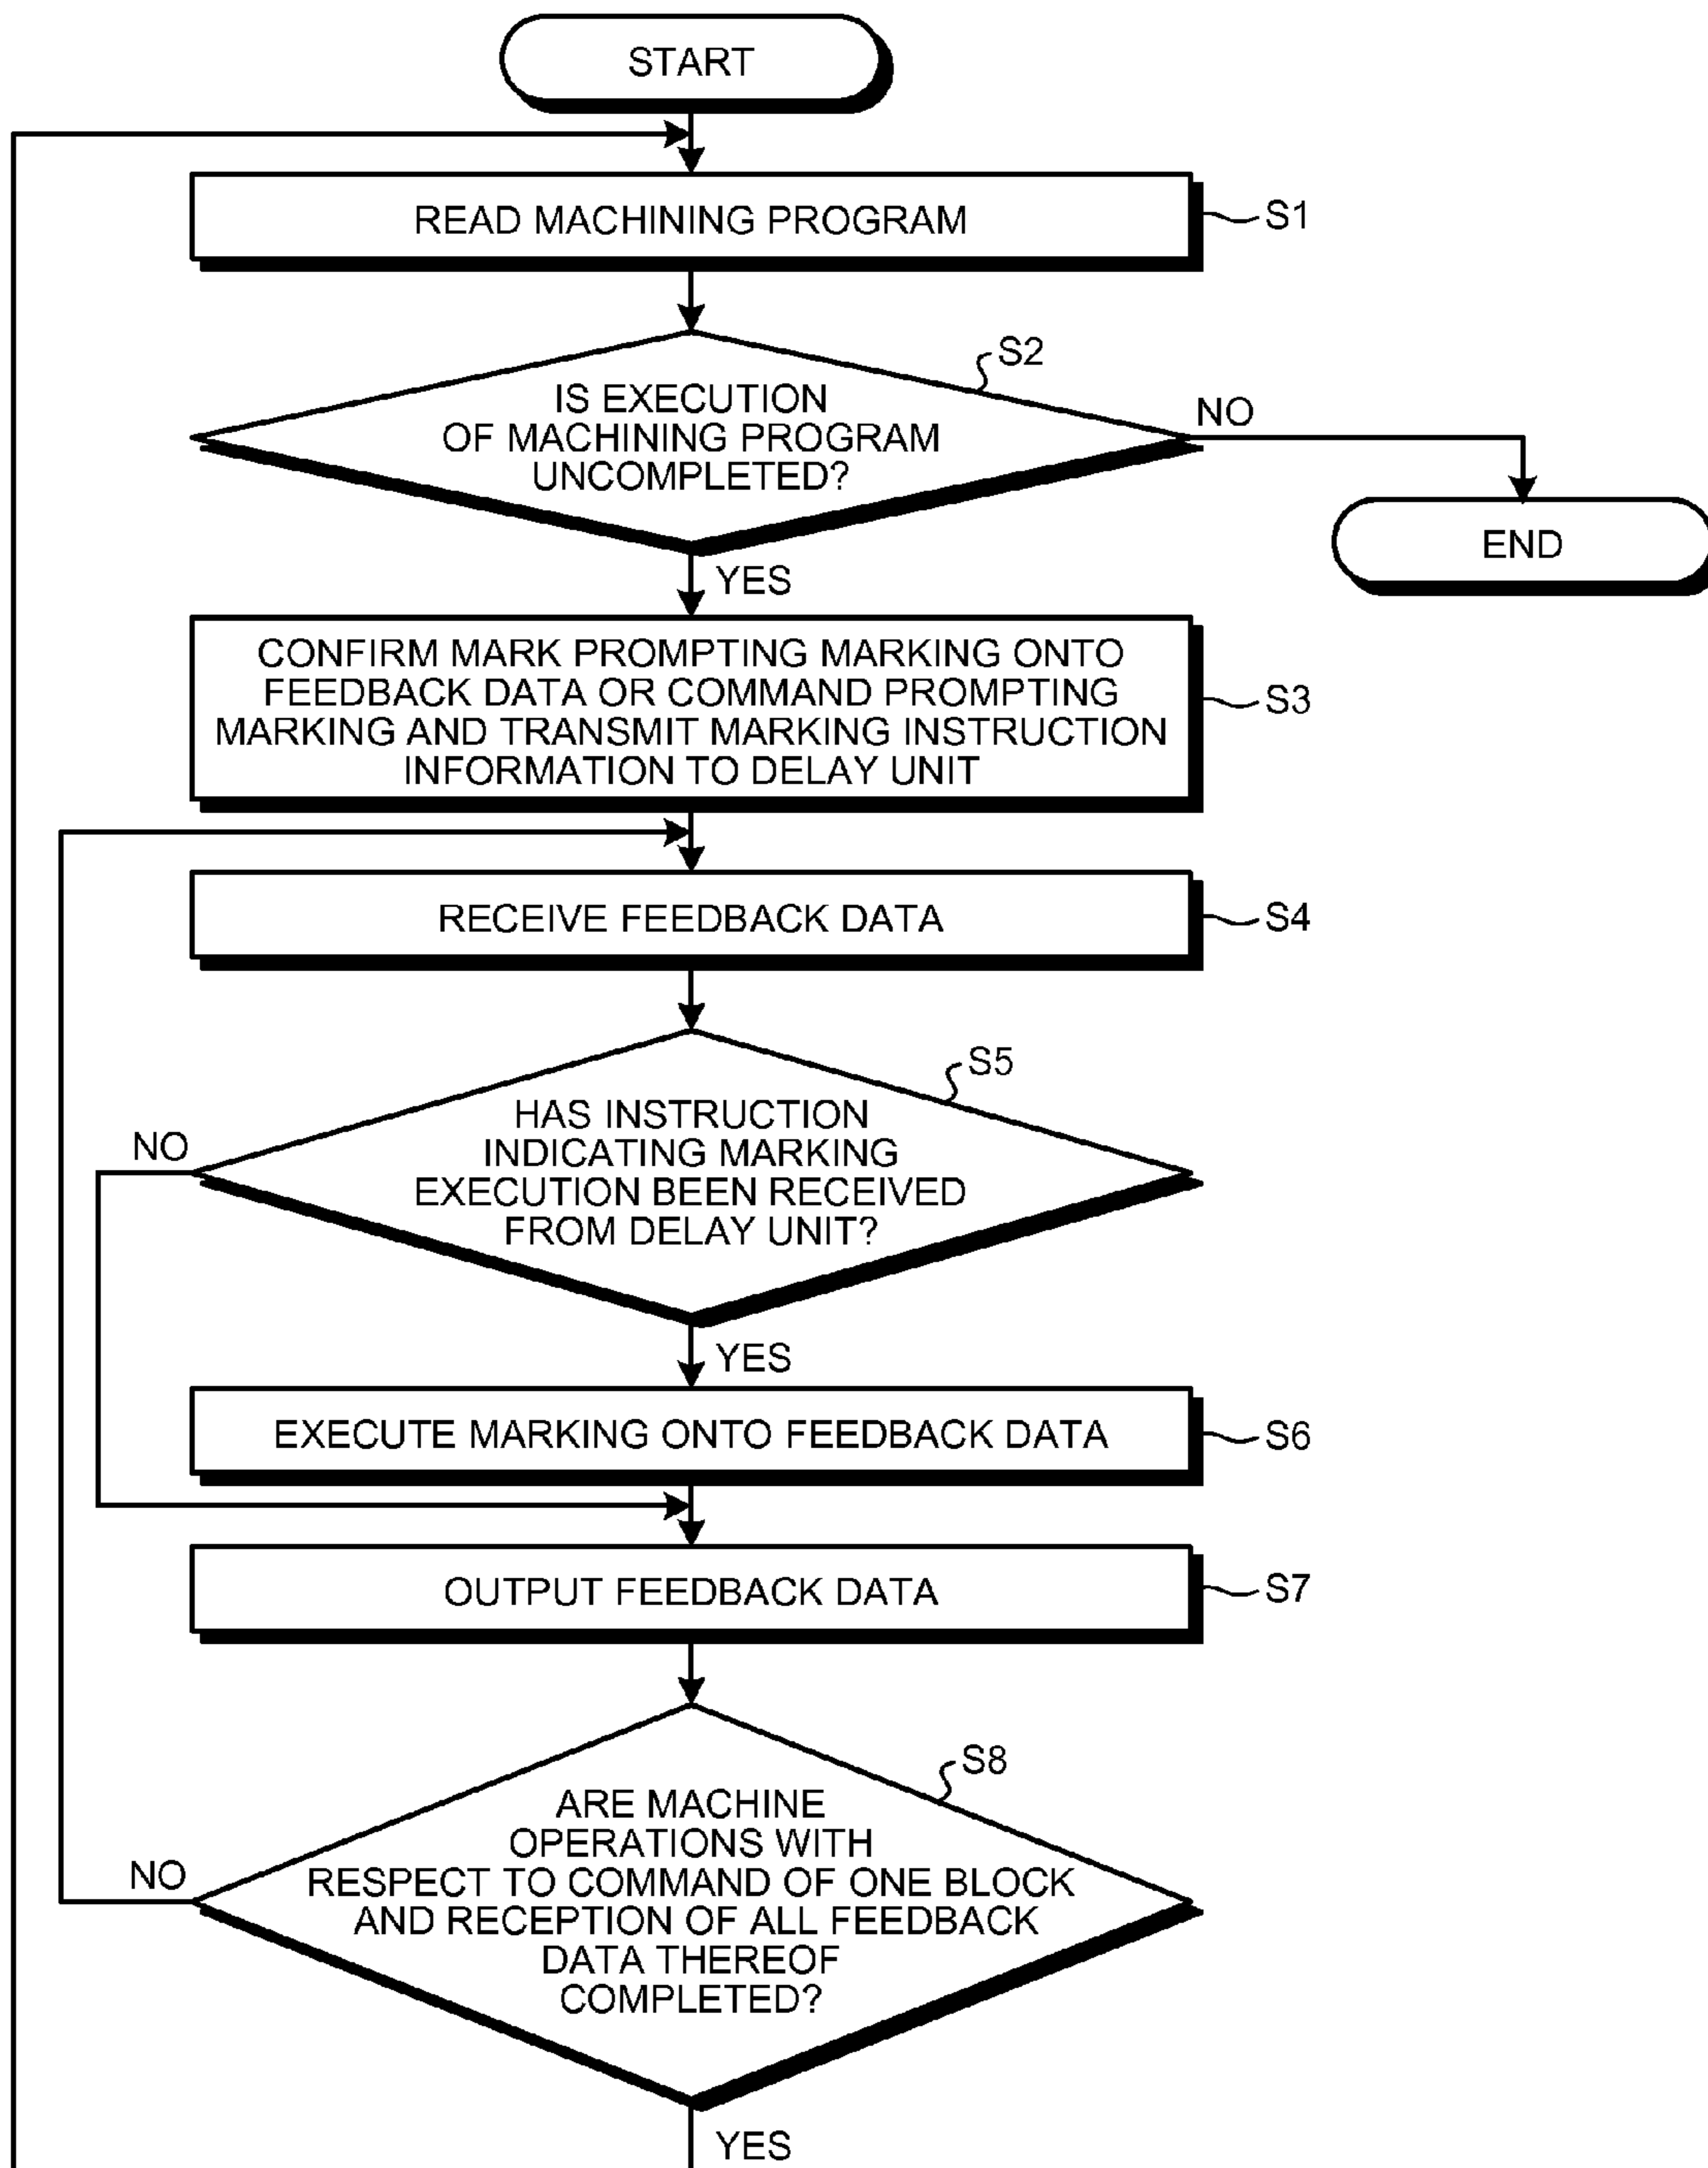 START
READ MACHINING PROGRAM
S1
S2
IS EXECUTION
OF MACHINING PROGRAM
UNCOMPLETED?
NO
END
YES
CONFIRM MARK PROMPTING MARKING ONTO
FEEDBACK DATA OR COMMAND PROMPTING
MARKING AND TRANSMIT MARKING INSTRUCTION
INFORMATION TO DELAY UNIT
S3
RECEIVE FEEDBACK DATA
S4
S5
HAS INSTRUCTION
INDICATING MARKING
EXECUTION BEEN RECEIVED
FROM DELAY UNIT?
NO
YES
EXECUTE MARKING ONTO FEEDBACK DATA
S6
OUTPUT FEEDBACK DATA
S7
S8
ARE MACHINE
OPERATIONS WITH
RESPECT TO COMMAND OF ONE BLOCK
AND RECEPTION OF ALL FEEDBACK
DATA THEREOF
COMPLETED?
NO
YES